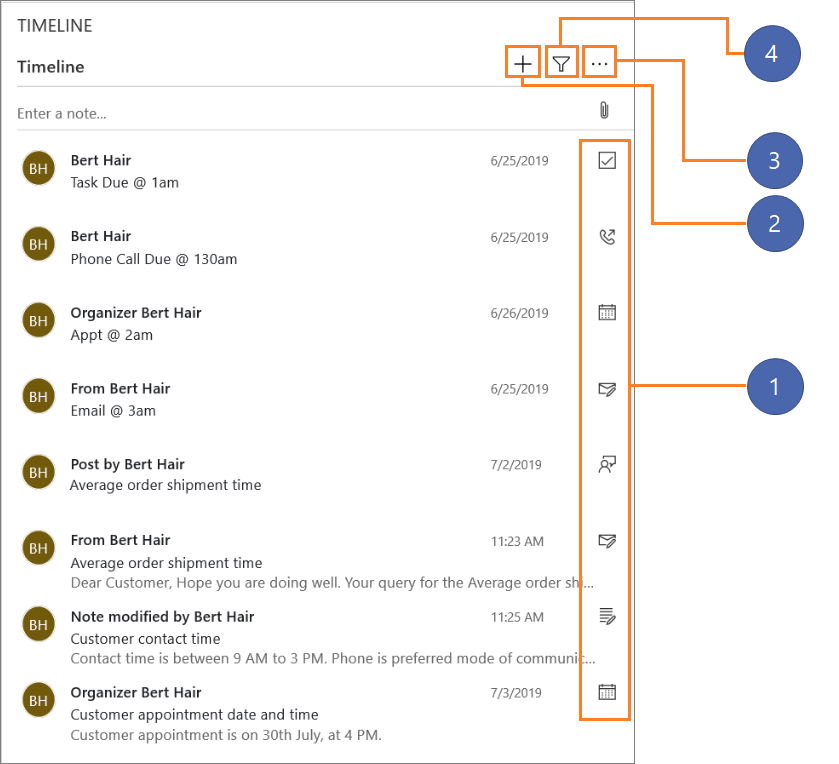 TIMELINE
4
Timeline
Enter a note...
3
BH
Bert Hair
6/25/2019
Task Due @ 1am
2
BH
Bert Hair
6/25/2019
Phone Call Due @ 130am
BH
Organizer Bert Hair
6/26/2019
Appt @ 2am
BH
From Bert Hair
6/25/2019
1
Email @ 3am
BH
Post by Bert Hair
7/2/2019
Average order shipment time
BH
From Bert Hair
11:23 AM
Average order shipment time
Dear Customer, Hope you are doing well. Your query for the Average order shi...
BH
Note modified by Bert Hair
11:25 AM
Customer contact time
Contact time is between 9 AM to 3 PM. Phone is preferred mode of communic...
BH
Organizer Bert Hair
7/3/2019
Customer appointment date and time
Customer appointment is on 30th July, at 4 PM.